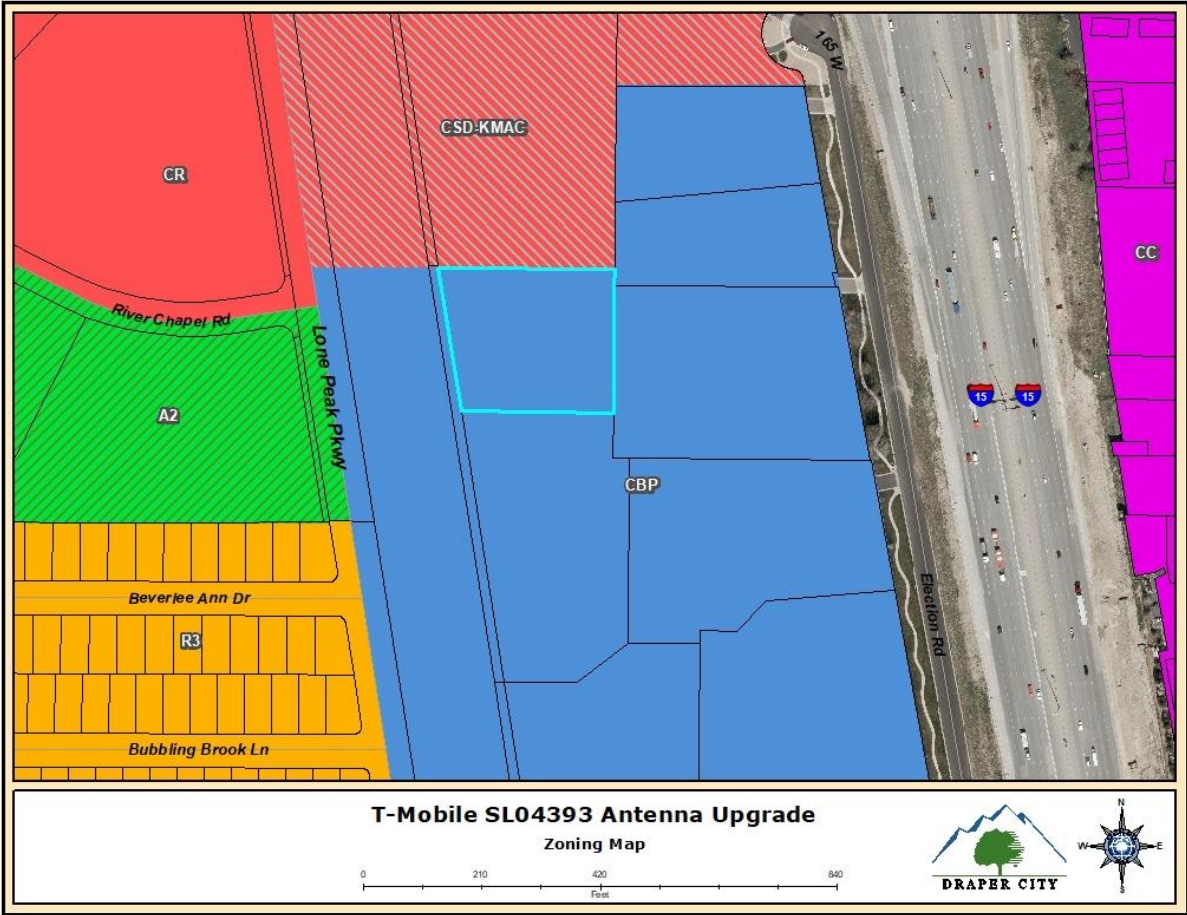 165 W
CSD-KMAC
CR
CC
River Chapel Rd
Lone Peak Pkwy
15 15
A2
CBP
Beverlee Ann Dr
Election Rd
R3
Bubbling Brook Ln
T-Mobile SL04393 Antenna Upgrade
Zoning Map
0 210 420 840
Feet
DRAPER CITY
N
W E
S